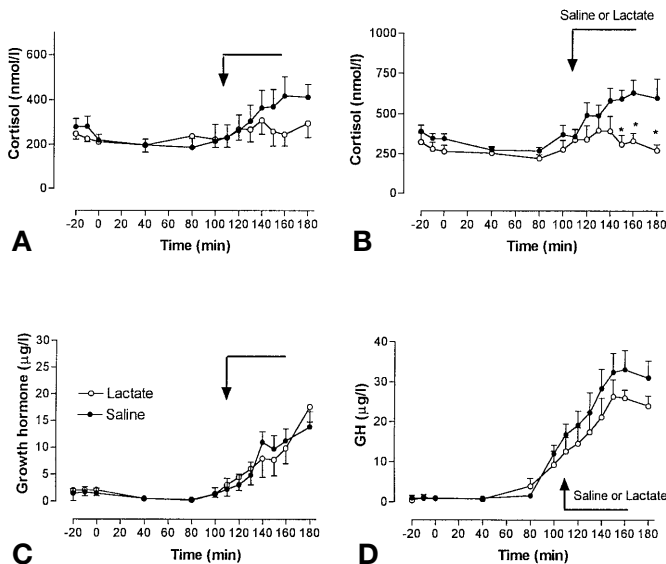 600
400
200
0
Cortisol (nmol/l)
-20 0 20 40 60 80 100 120 140 160 180
Time (min)
A
Saline or Lactate
1000
750
500
250
0
Cortisol (nmol/l)
* * *
-20 0 20 40 60 80 100 120 140 160 180
Time (min)
B
30
25
20
15
10
5
0
Growth hormone (µg/l)
Lactate
Saline
-20 0 20 40 60 80 100 120 140 160 180
Time (min)
C
40
30
20
10
0
GH (µg/l)
Saline or Lactate
-20 0 20 40 60 80 100 120 140 160 180
Time (min)
D